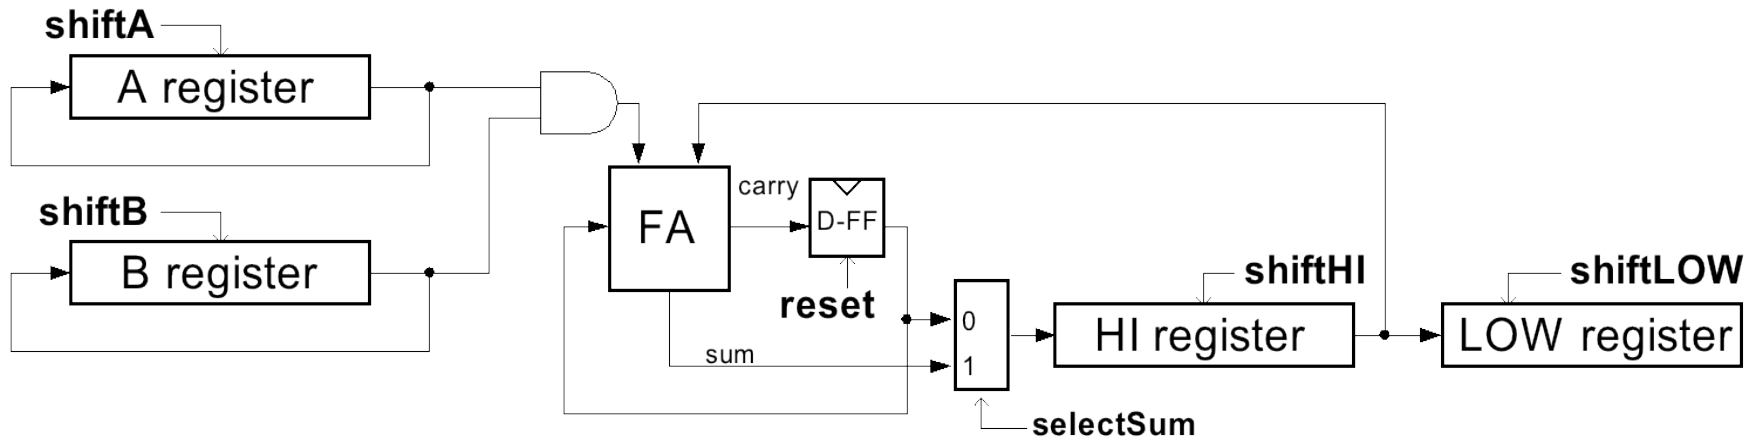 shiftA
A register
shiftB
B register
FA
carry
D-FF
reset
sum
0
1
selectSum
shiftHI
HI register
shiftLOW
LOW register